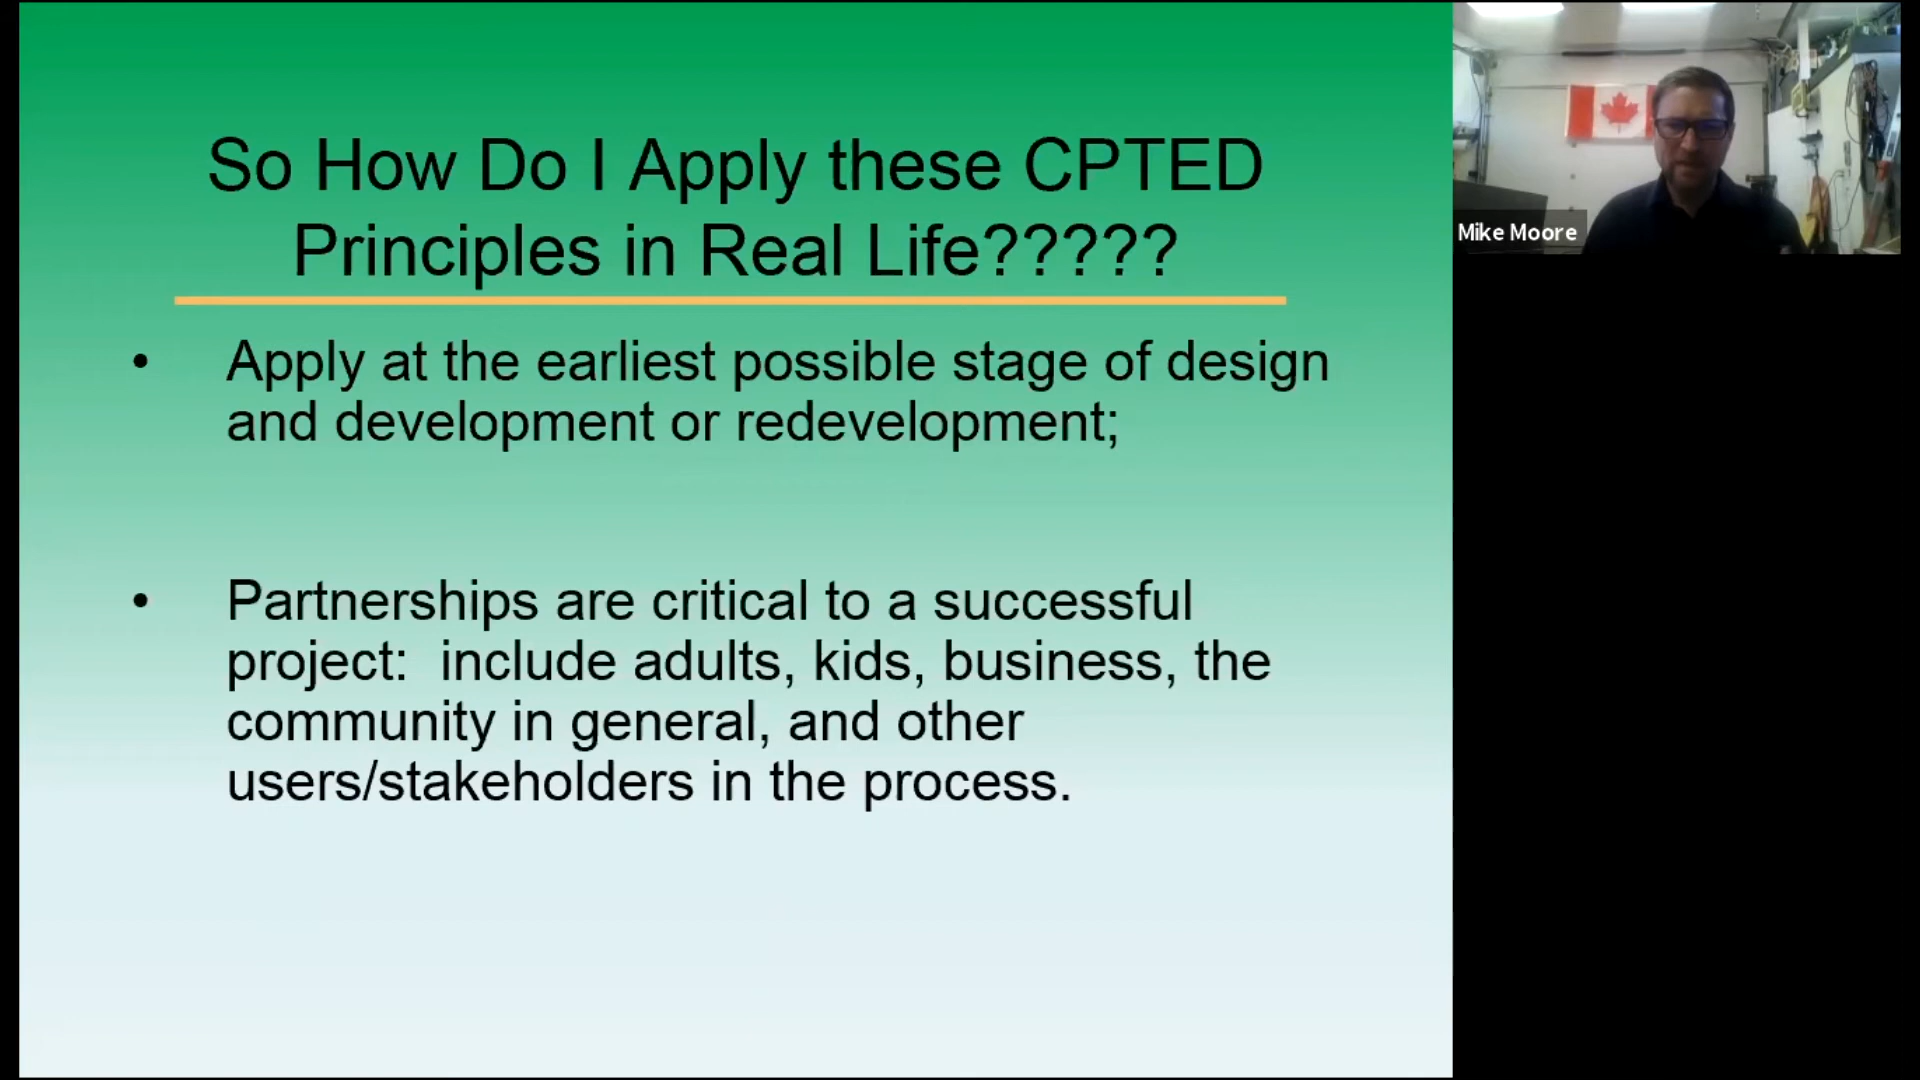 So How Do I Apply these CPTED
Principles in Real Life?????
• Apply at the earliest possible stage of design
and development or redevelopment;
• Partnerships are critical to a successful
project:  include adults, kids, business, the
community in general, and other
users/stakeholders in the process.
Mike Moore